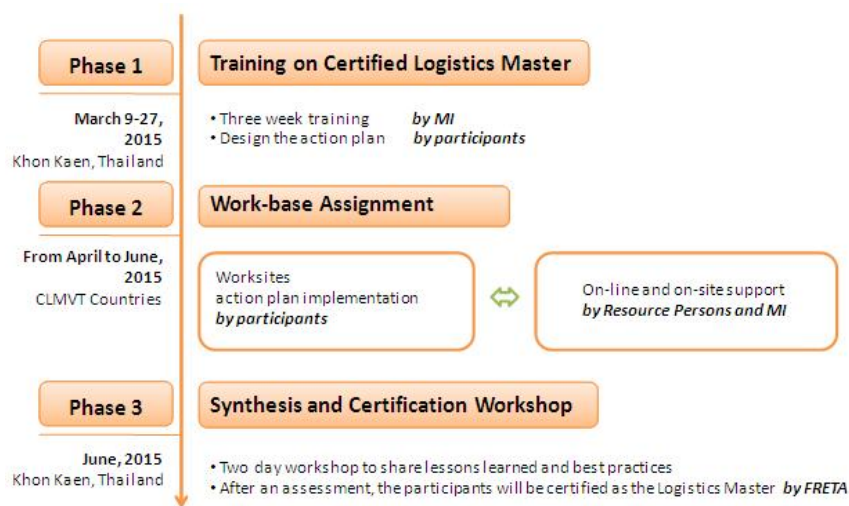 Phase 1
Training on Certified Logistics Master
March 9-27,
2015
Khon Kaen, Thailand
• Three week training by MI
• Design the action plan by participants
Phase 2
Work-base Assignment
From April to June,
2015
CLMVT Countries
Worksites
action plan implementation
by participants
On-line and on-site support
by Resource Persons and MI
Phase 3
Synthesis and Certification Workshop
June, 2015
Khon Kaen, Thailand
• Two day workshop to share lessons learned and best practices
• After an assessment, the participants will be certified as the Logistics Master by FRETA